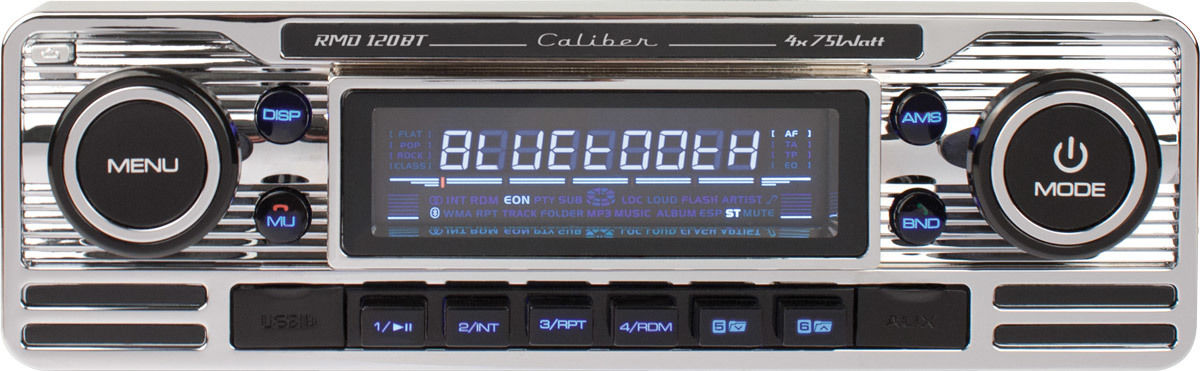 RMD 120BT Caliber 4x75Watt
DISP AMS
MENU MODE
[ FLAT ] [ AF ]
[ POP ] [ TA ]
[ ROCK ] [ TP ]
[ CLASS ] [ EQ ]
BLUEtOOtH
INT RDM EON PTY SUB LOC LOUD FLASH ARTIST
WMA RPT TRACK FOLDER MP3 MUSIC ALBUM ESP ST MUTE
MU BND
USB AUX
1/▶II 2/INT 3/RPT 4/RDM 5 6